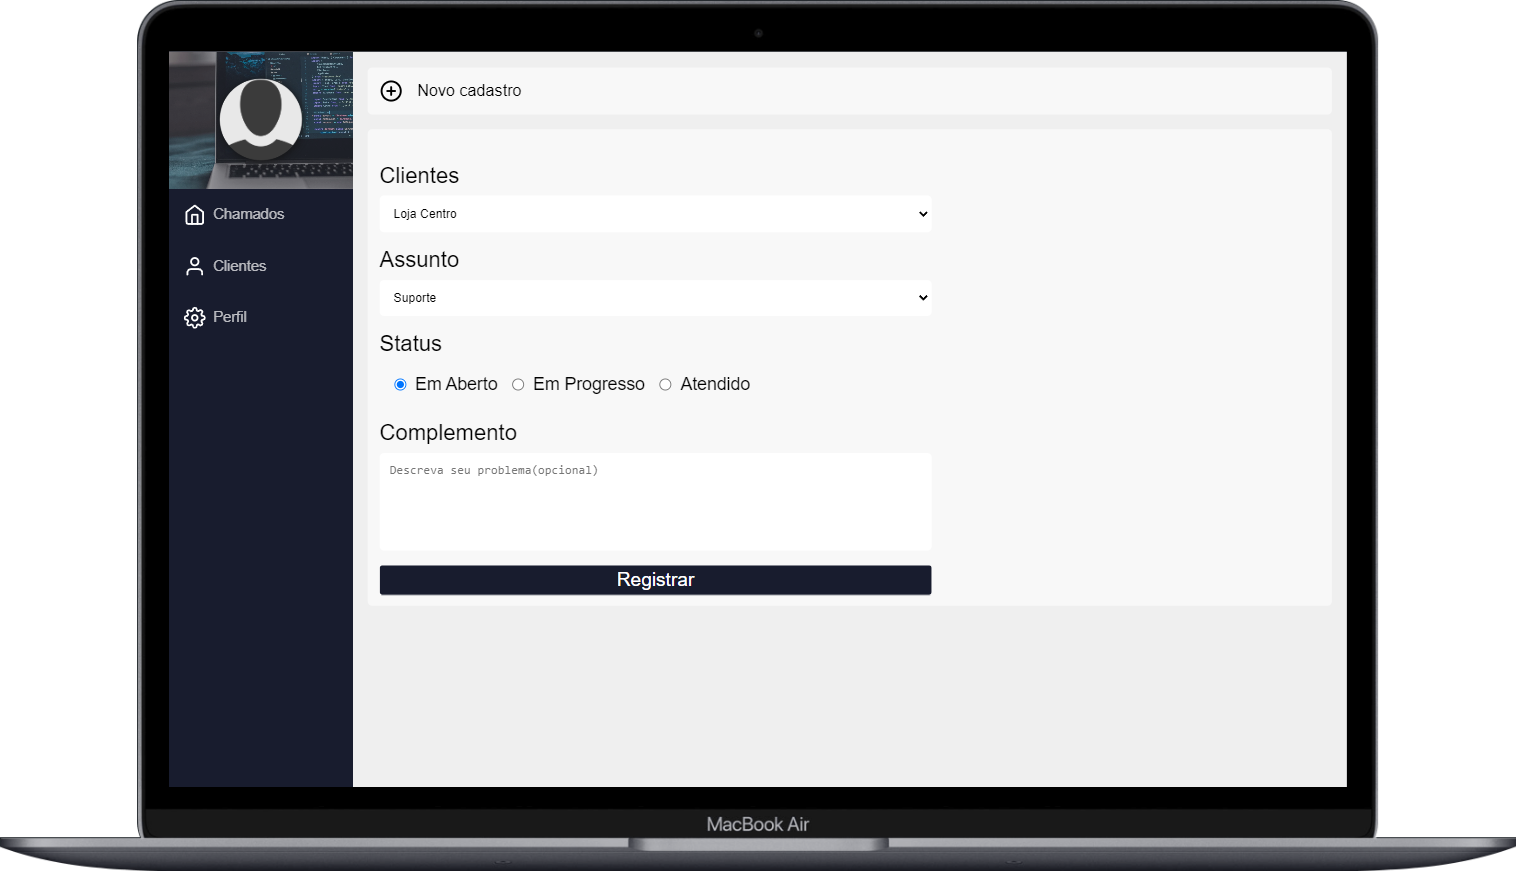 Novo cadastro
Chamados
Clientes
Perfil
Clientes
Loja Centro
Assunto
Suporte
Status
Em Aberto Em Progresso Atendido
Complemento
Descreva seu problema(opcional)
Registrar
MacBook Air